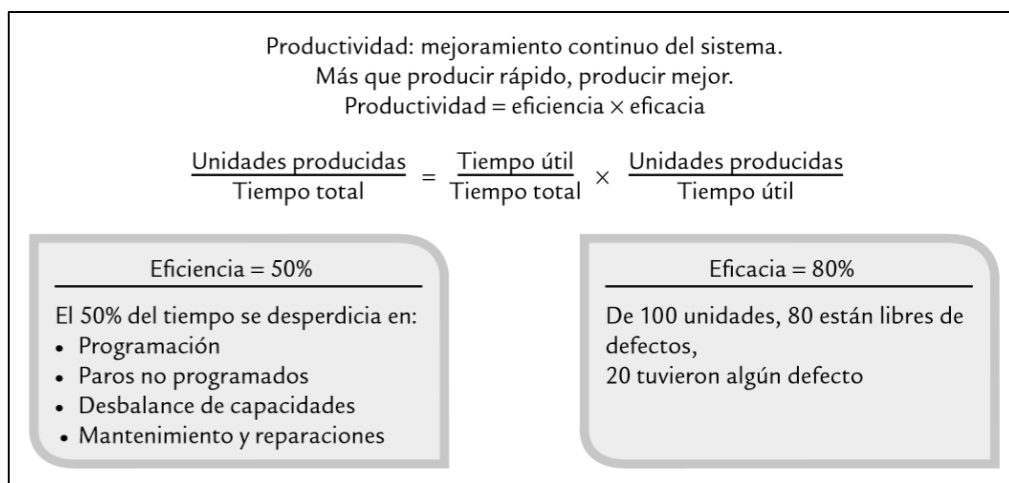 Productividad: mejoramiento continuo del sistema.
Más que producir rápido, producir mejor.
Productividad = eficiencia × eficacia
Unidades producidas / Tiempo total = Tiempo útil / Tiempo total × Unidades producidas / Tiempo útil
Eficiencia = 50%
El 50% del tiempo se desperdicia en:
• Programación
• Paros no programados
• Desbalance de capacidades
• Mantenimiento y reparaciones
Eficacia = 80%
De 100 unidades, 80 están libres de
defectos,
20 tuvieron algún defecto